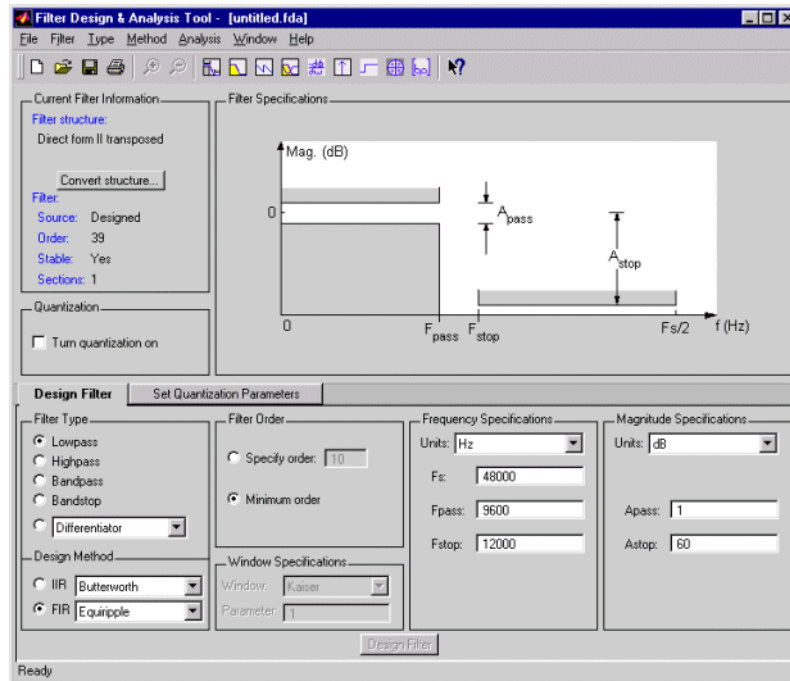 Filter Design & Analysis Tool - [untitled.fda]
File Filter Type Method Analysis Window Help
Current Filter Information
Filter structure:
Direct form II transposed
Convert structure...
Filter:
Source: Designed
Order: 39
Stable: Yes
Sections: 1
Quantization
Turn quantization on
Filter Specifications
Mag. (dB)
0
A pass
A stop
0
F pass
F stop
Fs/2
f (Hz)
Design Filter
Set Quantization Parameters
Filter Type
Lowpass
Highpass
Bandpass
Bandstop
Differentiator
Design Method
IIR Butterworth
FIR Equiripple
Filter Order
Specify order: 10
Minimum order
Window Specifications
Window: Kaiser
Parameter: 1
Frequency Specifications
Units: Hz
Fs: 48000
Fpass: 9600
Fstop: 12000
Magnitude Specifications
Units: dB
Apass: 1
Astop: 60
Design Filter
Ready